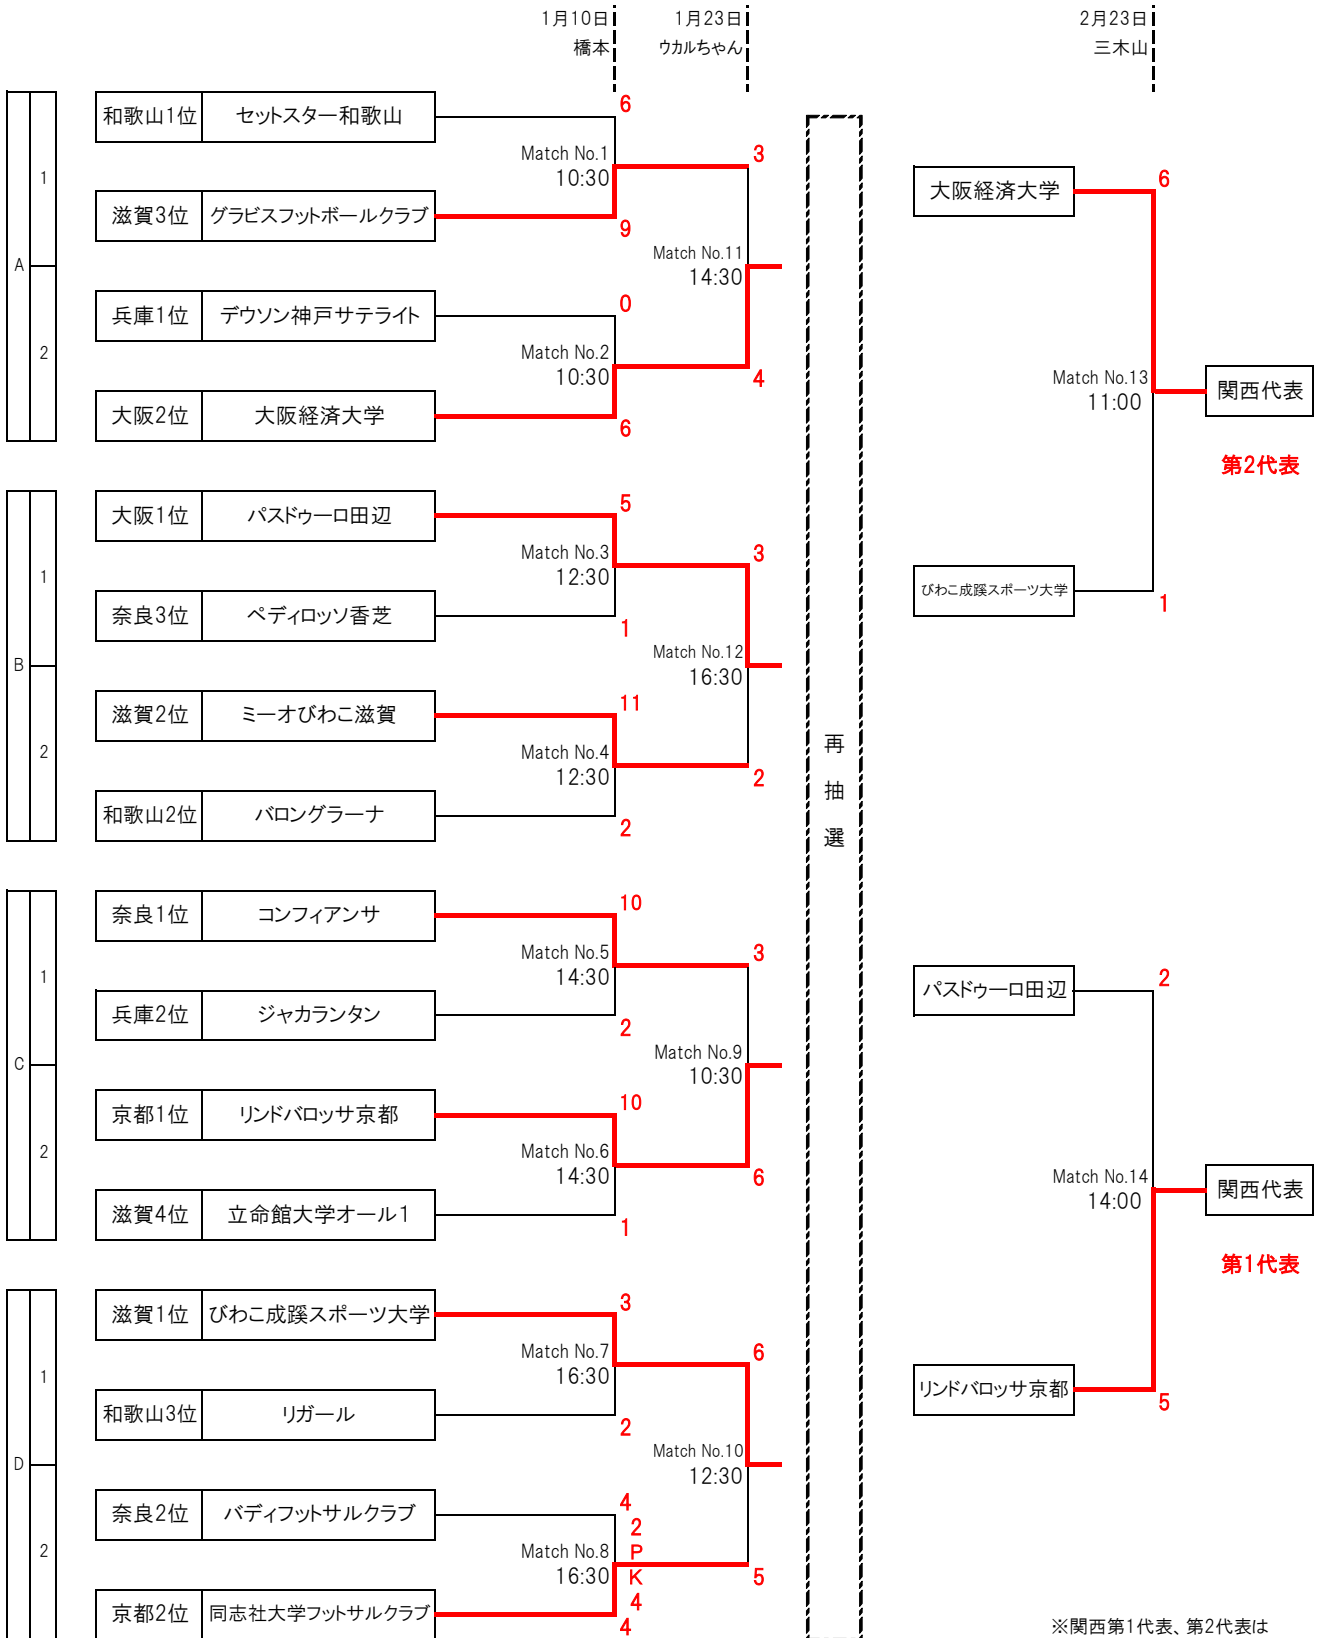 1月10日
橋本
1月23日
ウカルちゃん
2月23日
三木山
A
1
和歌山1位 セットスター和歌山
6
Match No.1
10:30
滋賀3位 グラビスフットボールクラブ
9
3
Match No.11
14:30
2
兵庫1位 デウソン神戸サテライト
0
Match No.2
10:30
大阪2位 大阪経済大学
6
4
B
1
大阪1位 パスドゥーロ田辺
5
Match No.3
12:30
奈良3位 ペディロッソ香芝
1
3
Match No.12
16:30
2
滋賀2位 ミーオびわこ滋賀
11
Match No.4
12:30
和歌山2位 バロングラーナ
2
2
C
1
奈良1位 コンフィアンサ
10
Match No.5
14:30
兵庫2位 ジャカランタン
2
3
Match No.9
10:30
2
京都1位 リンドバロッサ京都
10
Match No.6
14:30
滋賀4位 立命館大学オール1
1
6
D
1
滋賀1位 びわこ成蹊スポーツ大学
3
Match No.7
16:30
和歌山3位 リガール
2
6
Match No.10
12:30
2
奈良2位 バディフットサルクラブ
4
2
P
K
4
4
Match No.8
16:30
京都2位 同志社大学フットサルクラブ
5
再
抽
選
大阪経済大学
6
Match No.13
11:00
関西代表
第2代表
びわこ成蹊スポーツ大学
1
パスドゥーロ田辺
2
Match No.14
14:00
関西代表
第1代表
リンドバロッサ京都
5
※関西第1代表、第2代表は